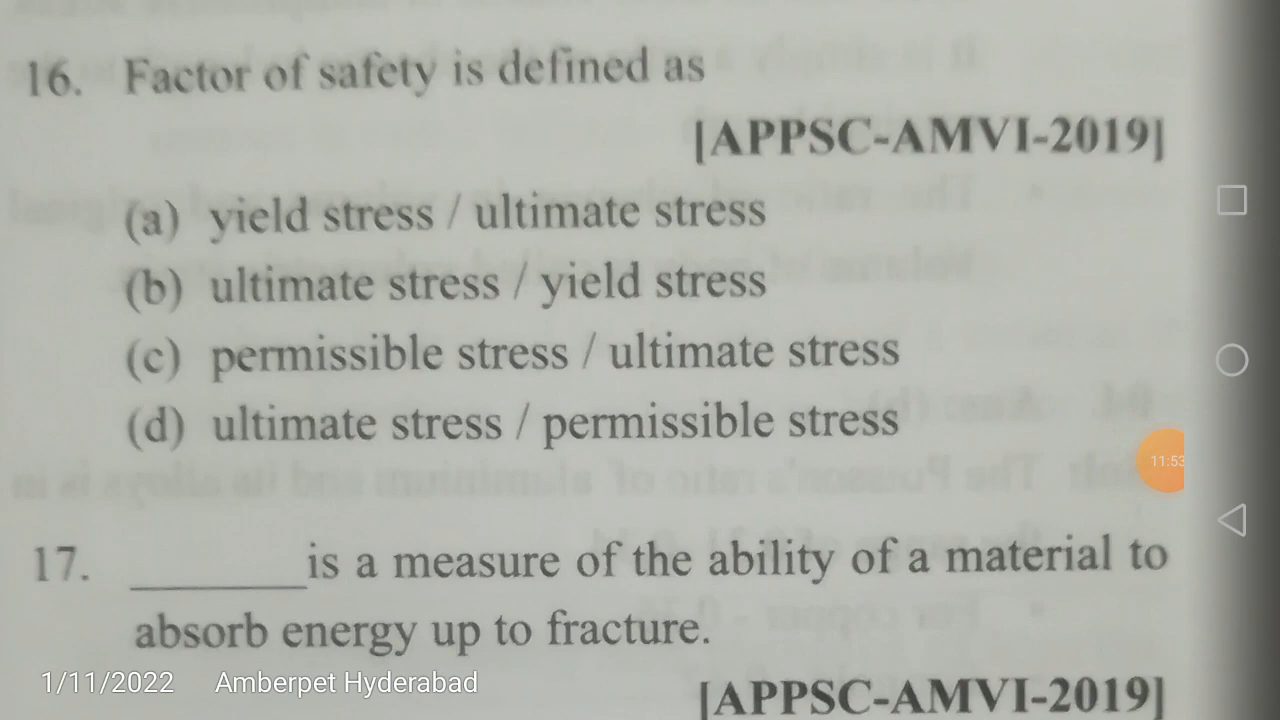 16. Factor of safety is defined as
[APPSC-AMVI-2019]
(a) yield stress / ultimate stress
(b) ultimate stress / yield stress
(c) permissible stress / ultimate stress
(d) ultimate stress / permissible stress
11:53
17. ________is a measure of the ability of a material to
absorb energy up to fracture.
1/11/2022 Amberpet Hyderabad
[APPSC-AMVI-2019]